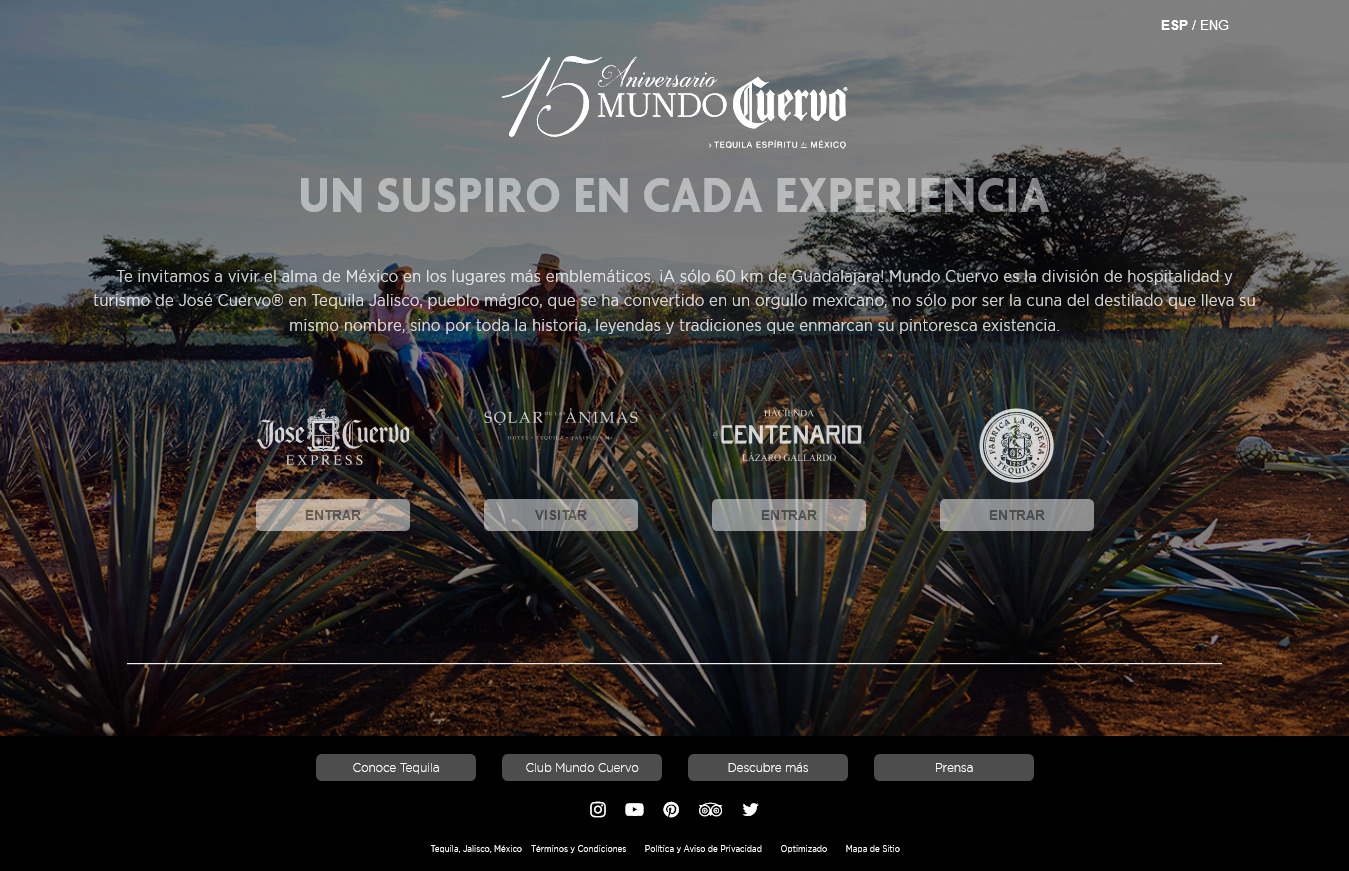 ESP / ENG
15 Aniversario
MUNDO Cuervo®
TEQUILA ESPÍRITU de MÉXICO
UN SUSPIRO EN CADA EXPERIENCIA
Te invitamos a vivir el alma de México en los lugares más emblemáticos. ¡A sólo 60 km de Guadalajara! Mundo Cuervo es la división de hospitalidad y
turismo de José Cuervo® en Tequila Jalisco, pueblo mágico, que se ha convertido en un orgullo mexicano, no sólo por ser la cuna del destilado que lleva su
mismo nombre, sino por toda la historia, leyendas y tradiciones que enmarcan su pintoresca existencia.
Jose Cuervo
EXPRESS
SOLAR DE LAS ÁNIMAS
HOTEL • TEQUILA • JALISCO
HACIENDA
CENTENARIO
LÁZARO GALLARDO
FABRICA LA ROJEÑA
TEQUILA
ENTRAR
VISITAR
ENTRAR
ENTRAR
Conoce Tequila
Club Mundo Cuervo
Descubre más
Prensa
Tequila, Jalisco, México Términos y Condiciones Política y Aviso de Privacidad Optimizado Mapa de Sitio